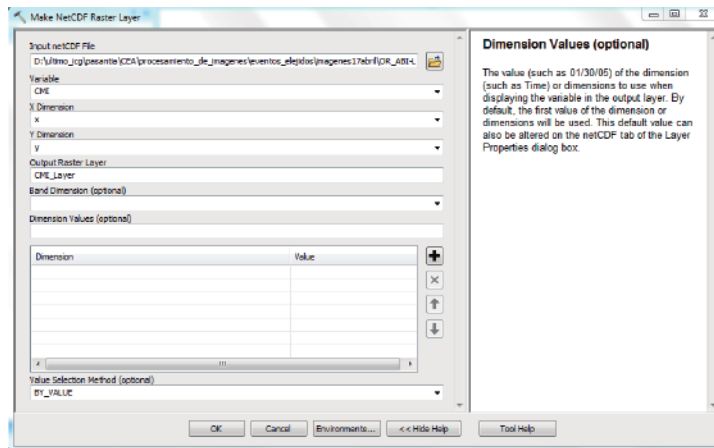 Make NetCDF Raster Layer
Input netCDF File
D:\ultimo_icg\pasantia\CEA\procesamiento_de_imagenes\eventos_elejidos\imagenes17abril\OR_ABI-L
Variable
CMI
X Dimension
x
Y Dimension
y
Output Raster Layer
CMI_Layer
Band Dimension (optional)
Dimension Values (optional)
Dimension Value
Value Selection Method (optional)
BY_VALUE
OK Cancel Environments... << Hide Help Tool Help
Dimension Values (optional)
The value (such as 01/30/05) of the dimension
(such as Time) or dimensions to use when
displaying the variable in the output layer. By
default, the first value of the dimension or
dimensions will be used. This default value can
also be altered on the netCDF tab of the Layer
Properties dialog box.